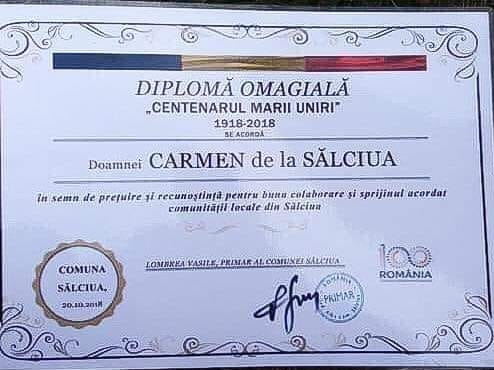 DIPLOMĂ OMAGIALĂ
„CENTENARUL MARII UNIRI”
1918-2018
SE ACORDĂ
Doamnei CARMEN de la SĂLCIUA
în semn de prețuire și recunoștință pentru buna colaborare și sprijinul acordat
comunității locale din Sălciua
LOMBREA VASILE, PRIMAR AL COMUNEI SĂLCIUA
COMUNA
SĂLCIUA,
20.10.2018
100
ROMÂNIA
ROMÂNIA
PRIMAR